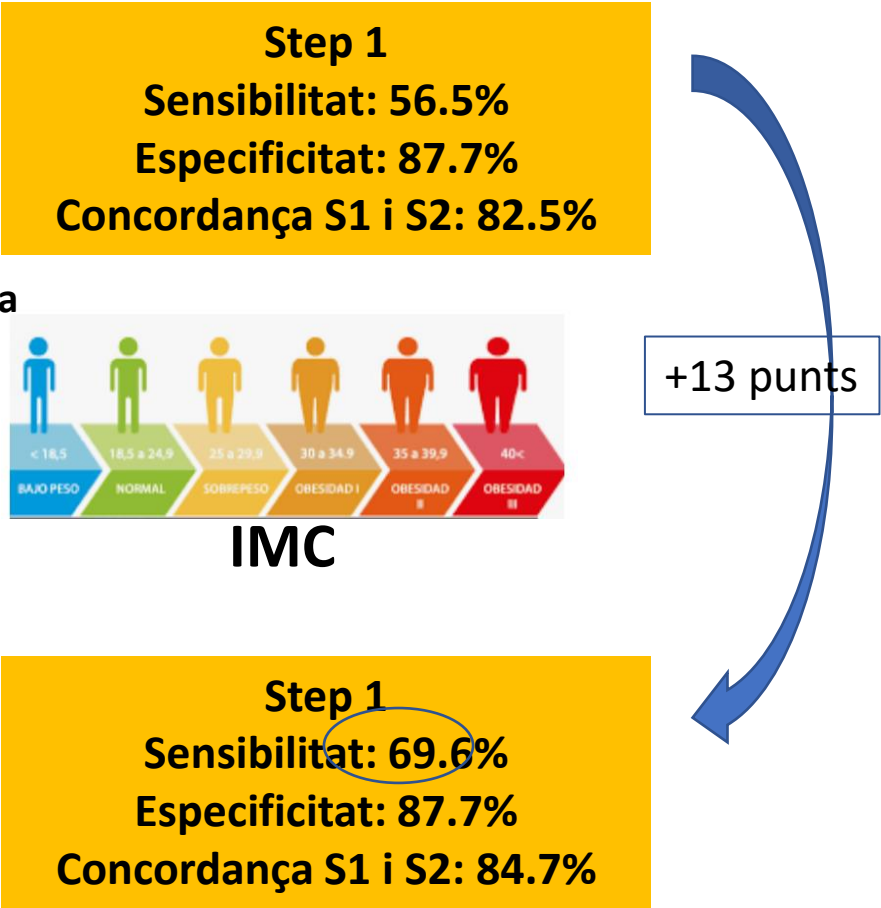 Step 1
Sensibilitat: 56.5%
Especificitat: 87.7%
Concordança S1 i S2: 82.5%
a
+13 punts
< 18,5 18,5 a 24,9 25 a 29,9 30 a 34.9 35 a 39,9 40<
BAJO PESO NORMAL SOBREPESO OBESIDAD I OBESIDAD II OBESIDAD III
IMC
Step 1
Sensibilitat: 69.6%
Especificitat: 87.7%
Concordança S1 i S2: 84.7%